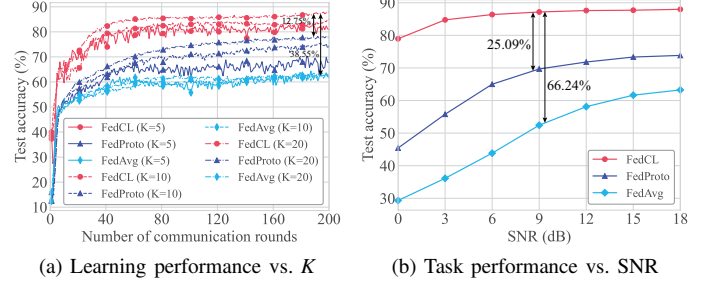 90
80
70
60
50
40
30
20
10
Test accuracy (%)
12.75%
38.55%
FedCL (K=5)
FedProto (K=5)
FedAvg (K=5)
FedCL (K=10)
FedProto (K=10)
FedAvg (K=10)
FedCL (K=20)
FedProto (K=20)
FedAvg (K=20)
1 40 80 120 160 200
Number of communication rounds
(a) Learning performance vs. K
90
80
70
60
50
40
30
Test accuracy (%)
25.09%
66.24%
FedCL
FedProto
FedAvg
0 3 6 9 12 15 18
SNR (dB)
(b) Task performance vs. SNR